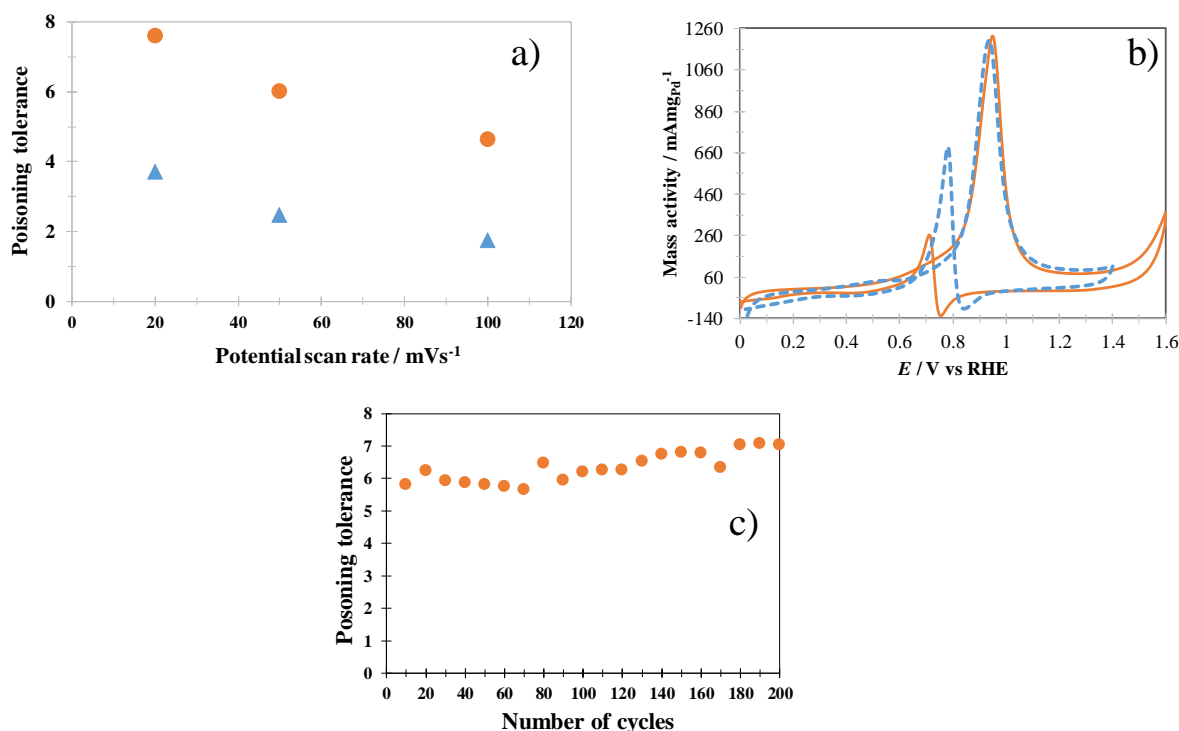 a)
Poisoning tolerance
8
6
4
2
0
0 20 40 60 80 100 120
Potential scan rate / mVs-1
b)
Mass activity / mAmgPd-1
1260
1060
860
660
460
260
60
-140
0 0.2 0.4 0.6 0.8 1 1.2 1.4 1.6
E / V vs RHE
c)
Posoning tolerance
8
7
6
5
4
3
2
1
0
0 20 40 60 80 100 120 140 160 180 200
Number of cycles